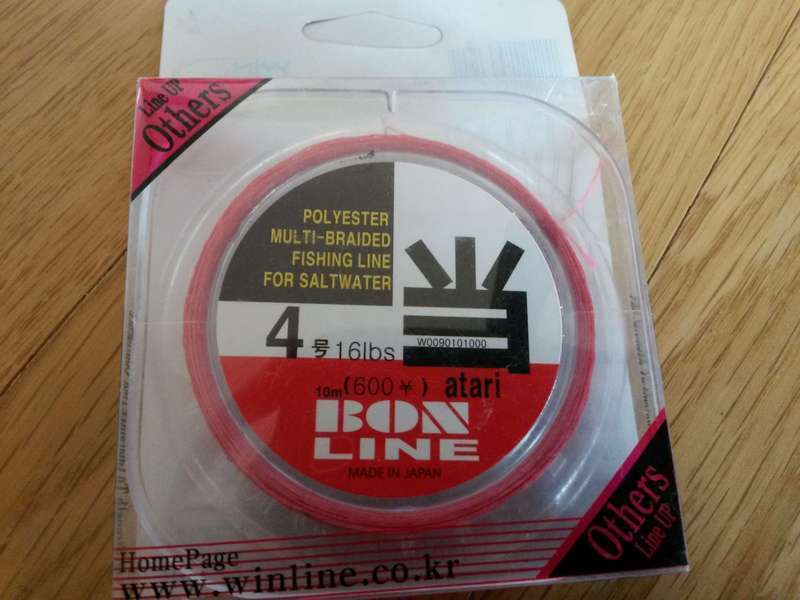 Line UP
Others
POLYESTER
MULTI-BRAIDED
FISHING LINE
FOR SALTWATER
当
W0090101000
4号16lbs
10m(600¥) atari
BON
LINE
MADE IN JAPAN
Others
Line UP
HomePage
www.winline.co.kr